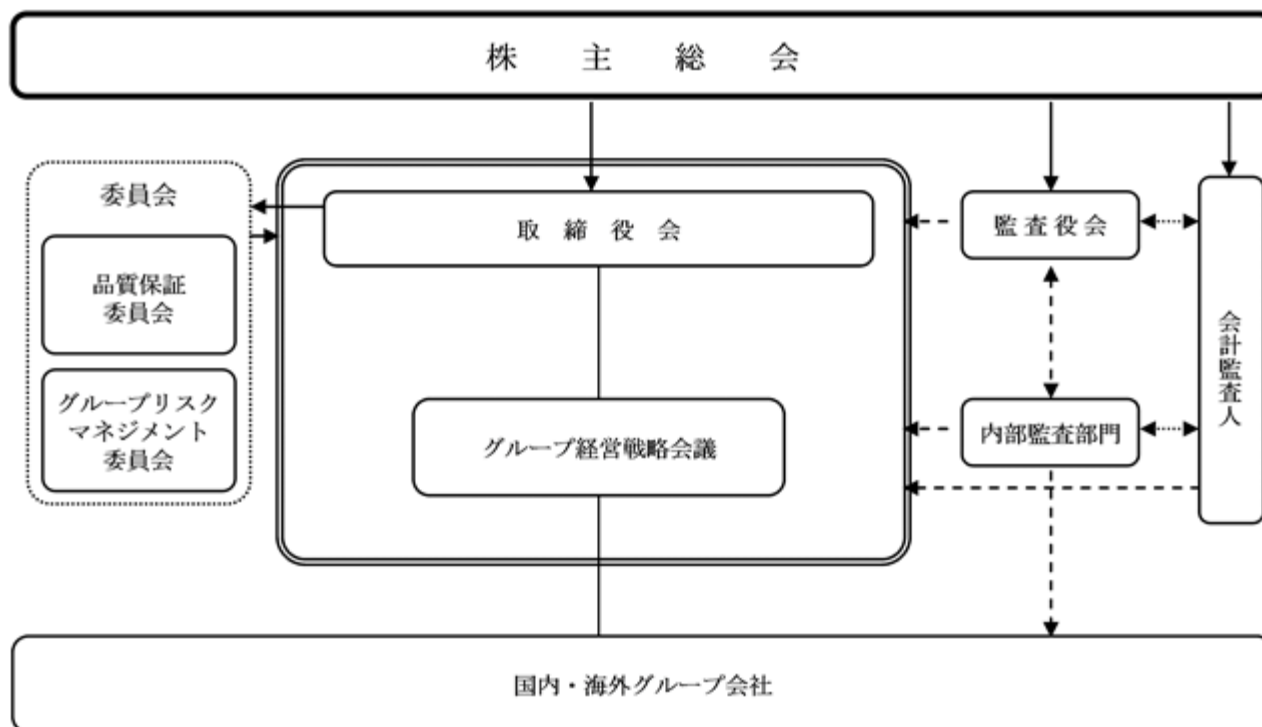 株主総会
委員会
取締役会
監査役会
品質保証
委員会
会計監査人
グループリスク
マネジメント
委員会
グループ経営戦略会議
内部監査部門
国内・海外グループ会社